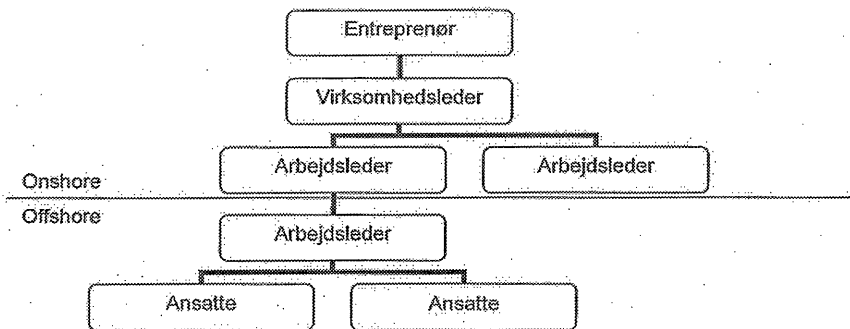 Entreprenør
Virksomhedsleder
Arbejdsleder Arbejdsleder
Onshore
Offshore
Arbejdsleder
Ansatte Ansatte